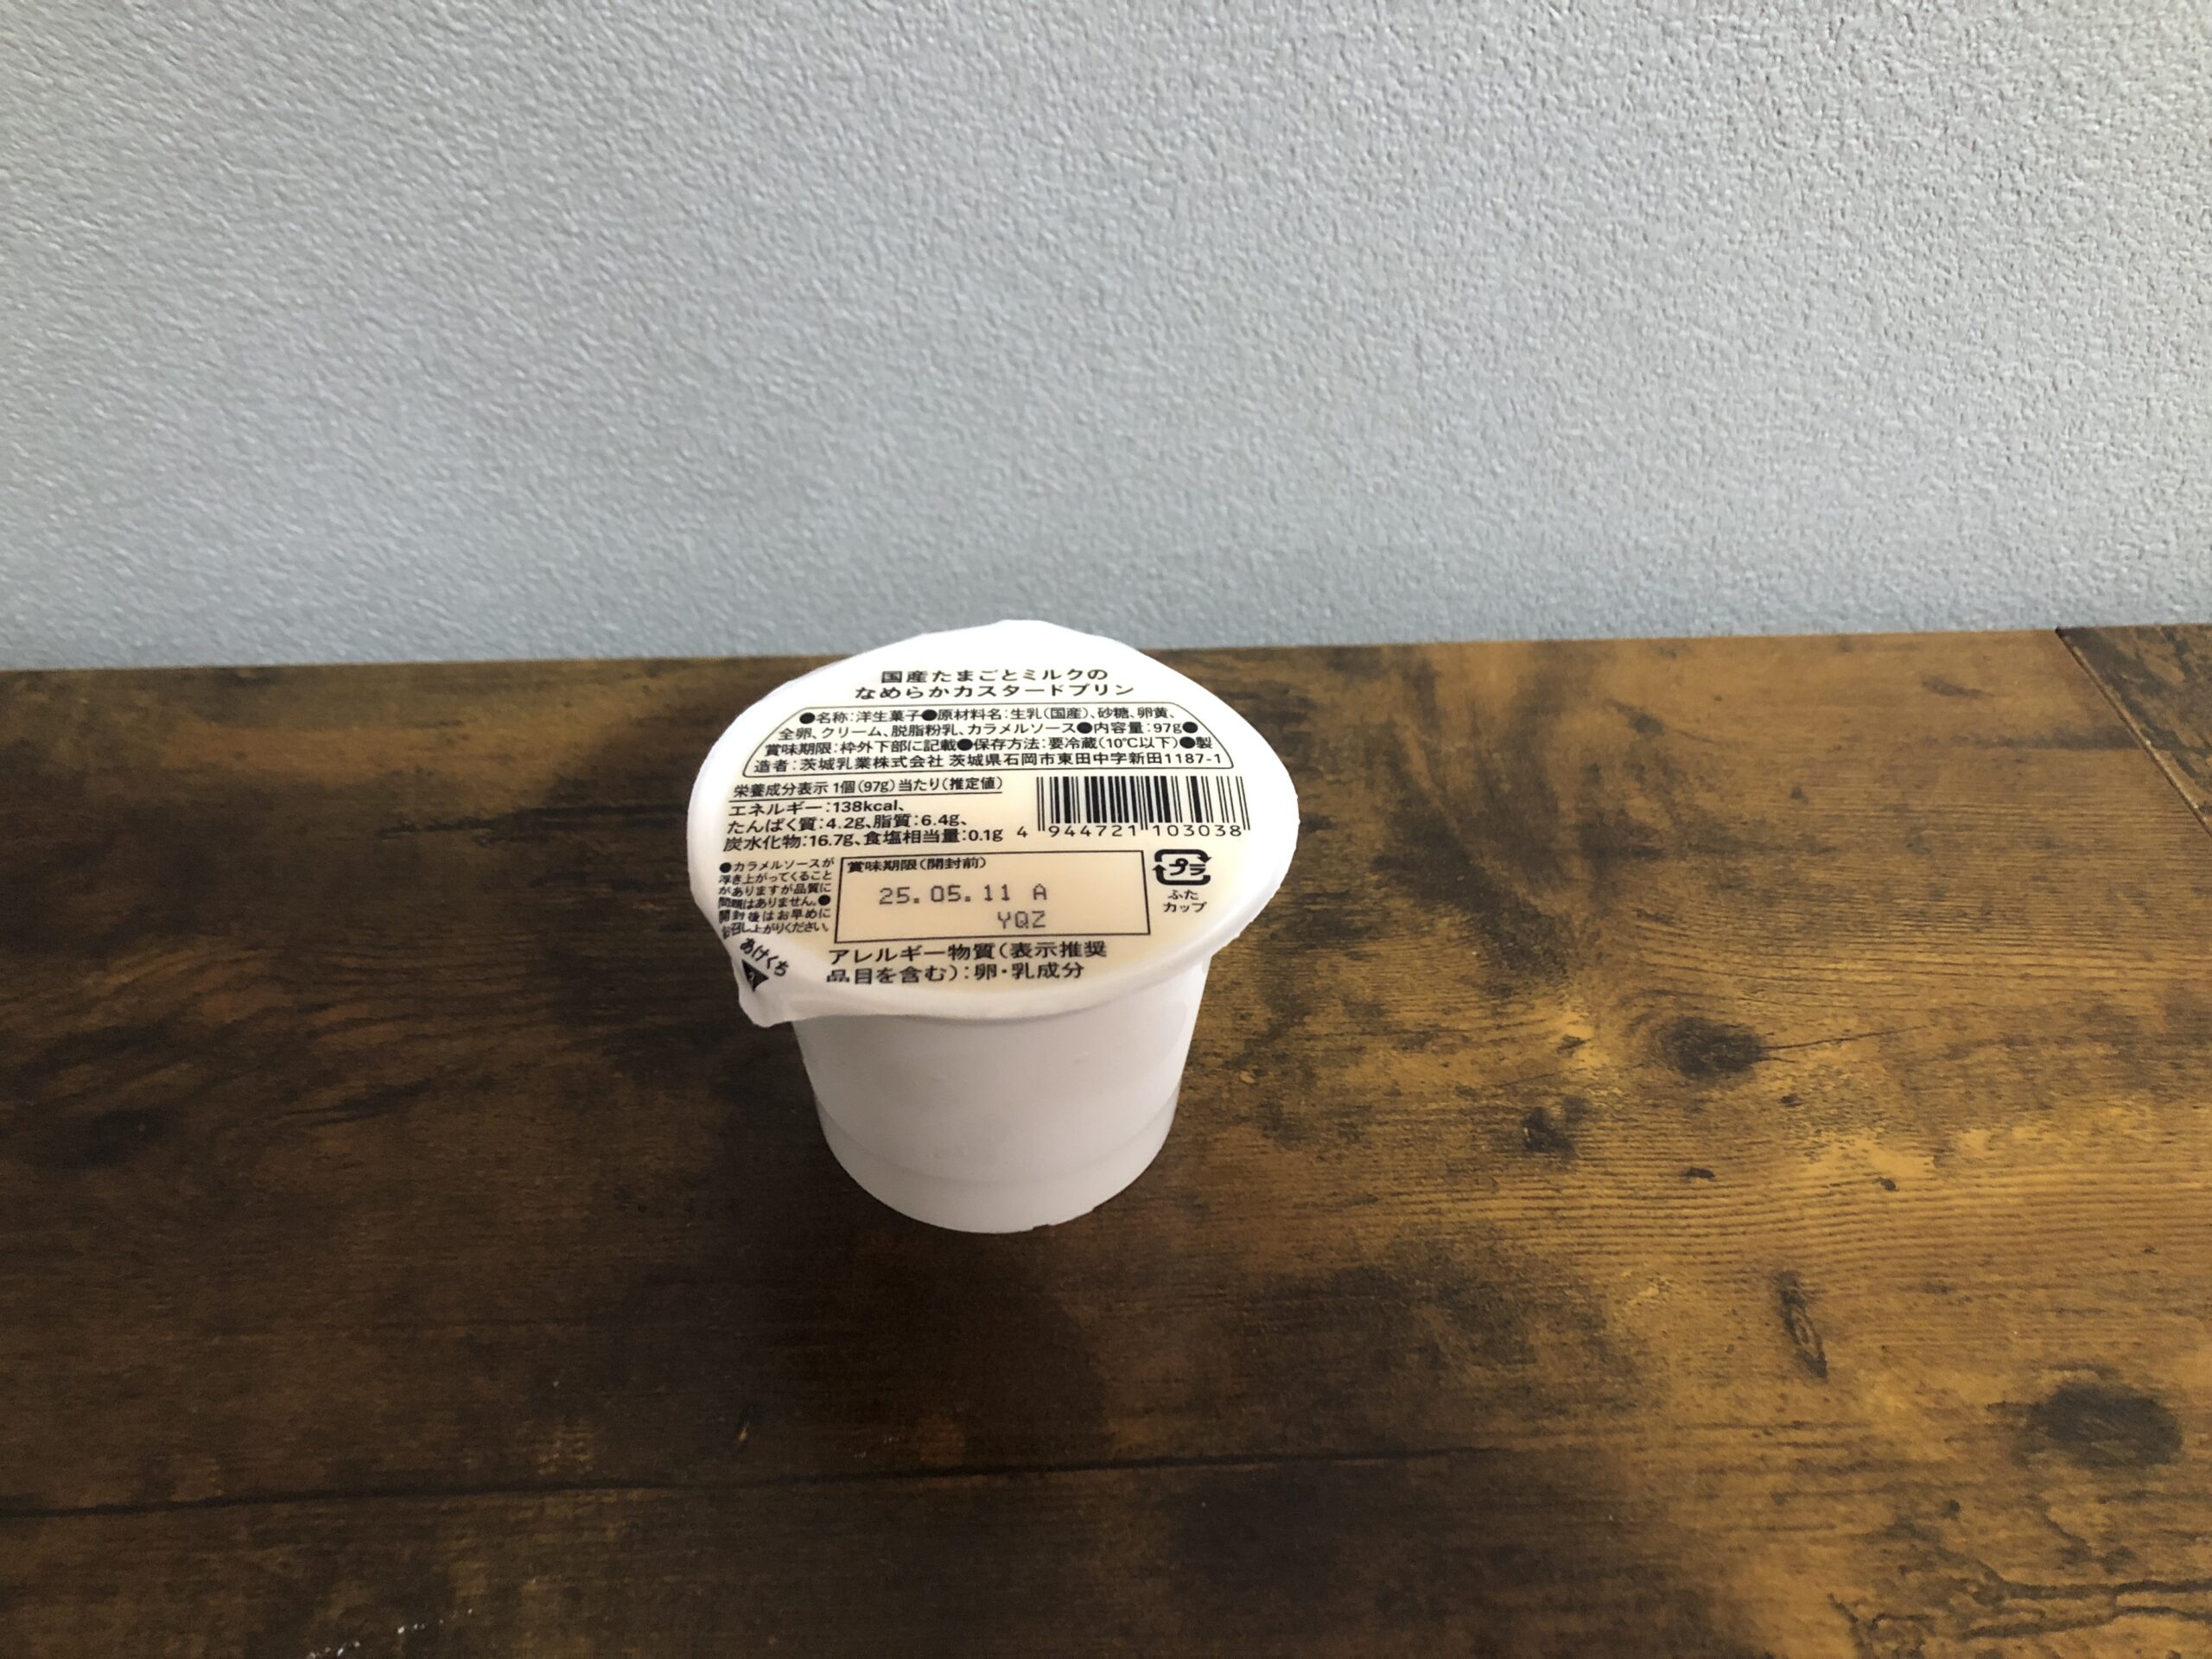 国産たまごとミルクの
なめらかカスタードプリン
●名称:洋生菓子●原材料名:生乳(国産)、砂糖、卵黄、
全卵、クリーム、脱脂粉乳、カラメルソース●内容量:97g●
賞味期限:枠外下部に記載●保存方法:要冷蔵(10℃以下)●製
造者:茨城乳業株式会社 茨城県石岡市東田中字新田1187-1
栄養成分表示 1個(97g)当たり(推定値)
エネルギー:138kcal、
たんぱく質:4.2g、脂質:6.4g、
炭水化物:16.7g、食塩相当量:0.1g
4 944721 103038
●カラメルソースが
浮き上がってくること
がありますが品質に
問題はありません。●
開封後はお早めに
お召し上がりください。
賞味期限(開封前)
25.05.11 A
YQZ
プラ
ふた
カップ
あけくち
アレルギー物質(表示推奨
品目を含む):卵・乳成分